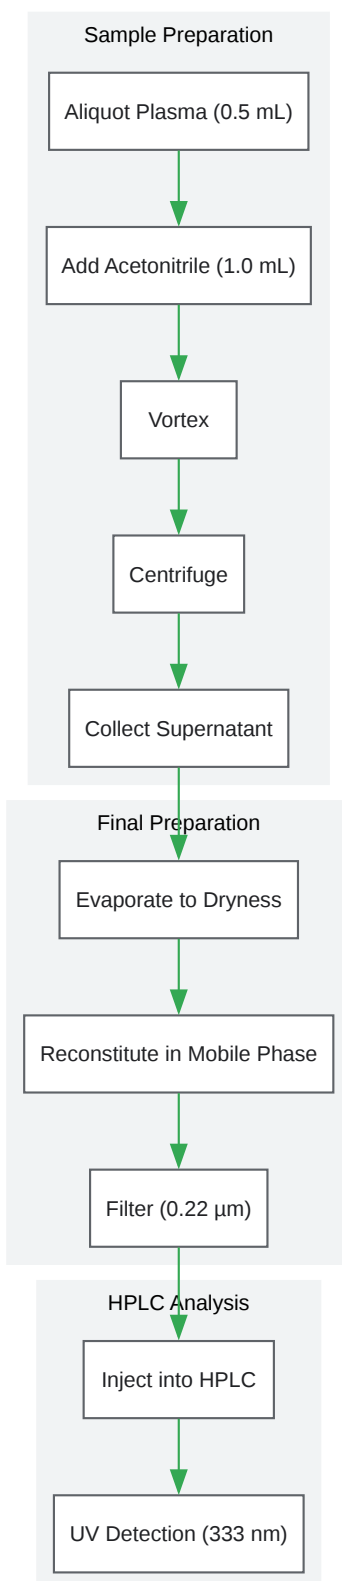 Sample Preparation
Aliquot Plasma (0.5 mL)
Add Acetonitrile (1.0 mL)
Vortex
Centrifuge
Collect Supernatant
Final Preparation
Evaporate to Dryness
Reconstitute in Mobile Phase
Filter (0.22 µm)
HPLC Analysis
Inject into HPLC
UV Detection (333 nm)